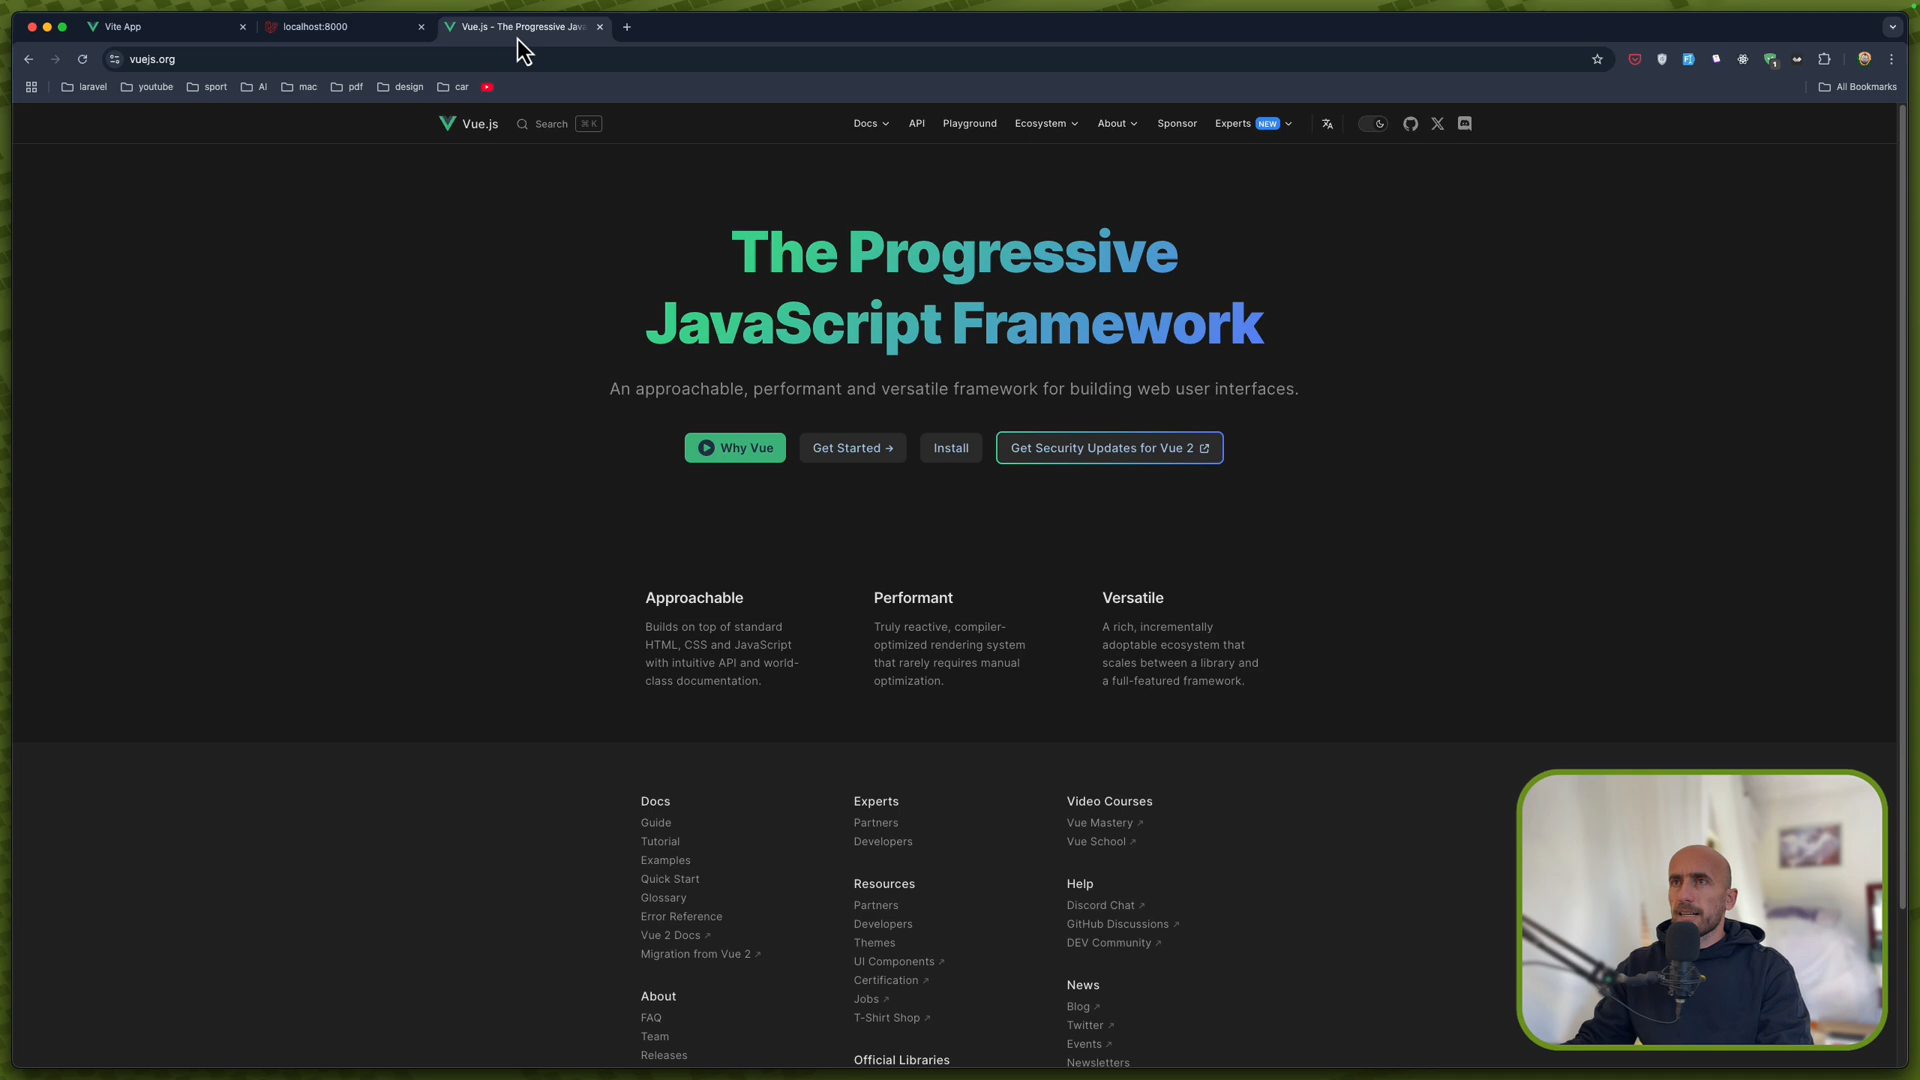 Vite App
localhost:8000
Vue.js - The Progressive Java
vuejs.org
laravel
youtube
sport
AI
mac
pdf
design
car
All Bookmarks
Vue.js
Search
⌘ K
Docs
API
Playground
Ecosystem
About
Sponsor
Experts NEW
The Progressive
JavaScript Framework
An approachable, performant and versatile framework for building web user interfaces.
Why Vue
Get Started →
Install
Get Security Updates for Vue 2
Approachable
Builds on top of standard
HTML, CSS and JavaScript
with intuitive API and world-
class documentation.
Performant
Truly reactive, compiler-
optimized rendering system
that rarely requires manual
optimization.
Versatile
A rich, incrementally
adoptable ecosystem that
scales between a library and
a full-featured framework.
Docs
Guide
Tutorial
Examples
Quick Start
Glossary
Error Reference
Vue 2 Docs
Migration from Vue 2
About
FAQ
Team
Releases
Experts
Partners
Developers
Resources
Partners
Developers
Themes
UI Components
Certification
Jobs
T-Shirt Shop
Official Libraries
Video Courses
Vue Mastery
Vue School
Help
Discord Chat
GitHub Discussions
DEV Community
News
Blog
Twitter
Events
Newsletters